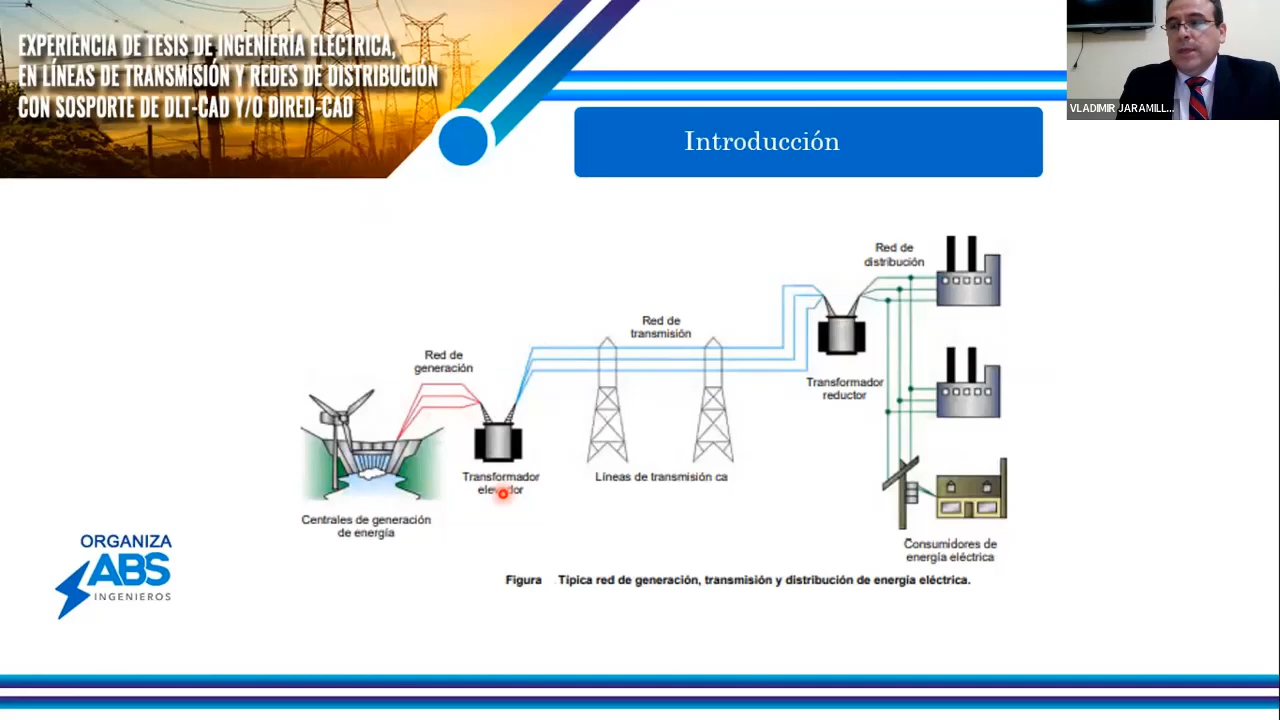 EXPERIENCIA DE TESIS DE INGENIERÍA ELÉCTRICA,
EN LÍNEAS DE TRANSMISIÓN Y REDES DE DISTRIBUCIÓN
CON SOSPORTE DE DLT-CAD Y/O DIRED-CAD
VLADIMIR JARAMILL...
Introducción
Red de
distribución
Red de
transmisión
Red de
generación
Transformador
reductor
Transformador
elevador
Líneas de transmisión ca
Centrales de generación
de energía
Consumidores de
energía eléctrica
Figura Típica red de generación, transmisión y distribución de energía eléctrica.
ORGANIZA
ABS
INGENIEROS